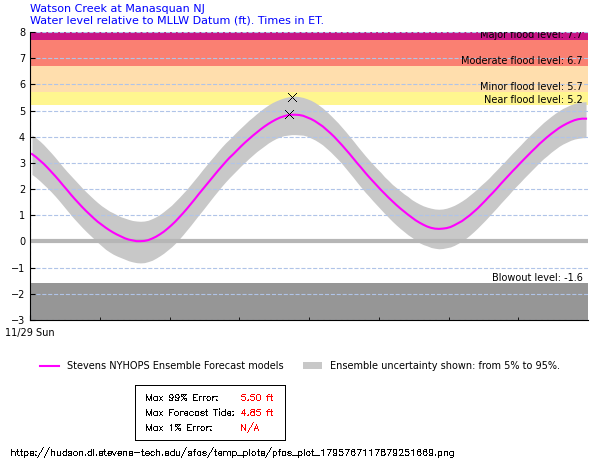 Watson Creek at Manasquan NJ
Water level relative to MLLW Datum (ft). Times in ET.
8
Major flood level: 7.7
7
Moderate flood level: 6.7
6
Minor flood level: 5.7
Near flood level: 5.2
5
4
3
2
1
0
−1
Blowout level: -1.6
−2
−3
11/29 Sun
Stevens NYHOPS Ensemble Forecast models
Ensemble uncertainty shown: from 5% to 95%.
Max 99% Error: 5.50 ft
Max Forecast Tide: 4.85 ft
Max 1% Error: N/A
https://hudson.dl.stevens-tech.edu/afos/temp_plots/pfas_plot_1795767117879251669.png